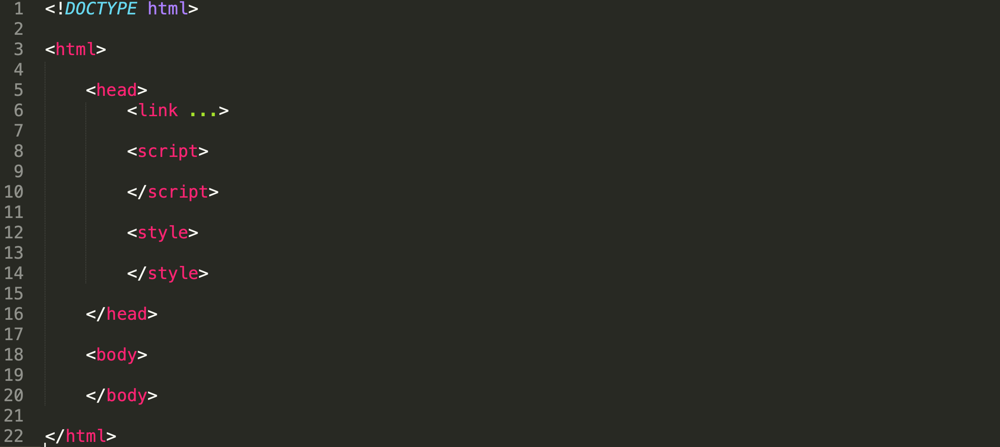 1 <!DOCTYPE html>
2
3 <html>
4
5 <head>
6 <link ...>
7
8 <script>
9
10 </script>
11
12 <style>
13
14 </style>
15
16 </head>
17
18 <body>
19
20 </body>
21
22 </html>